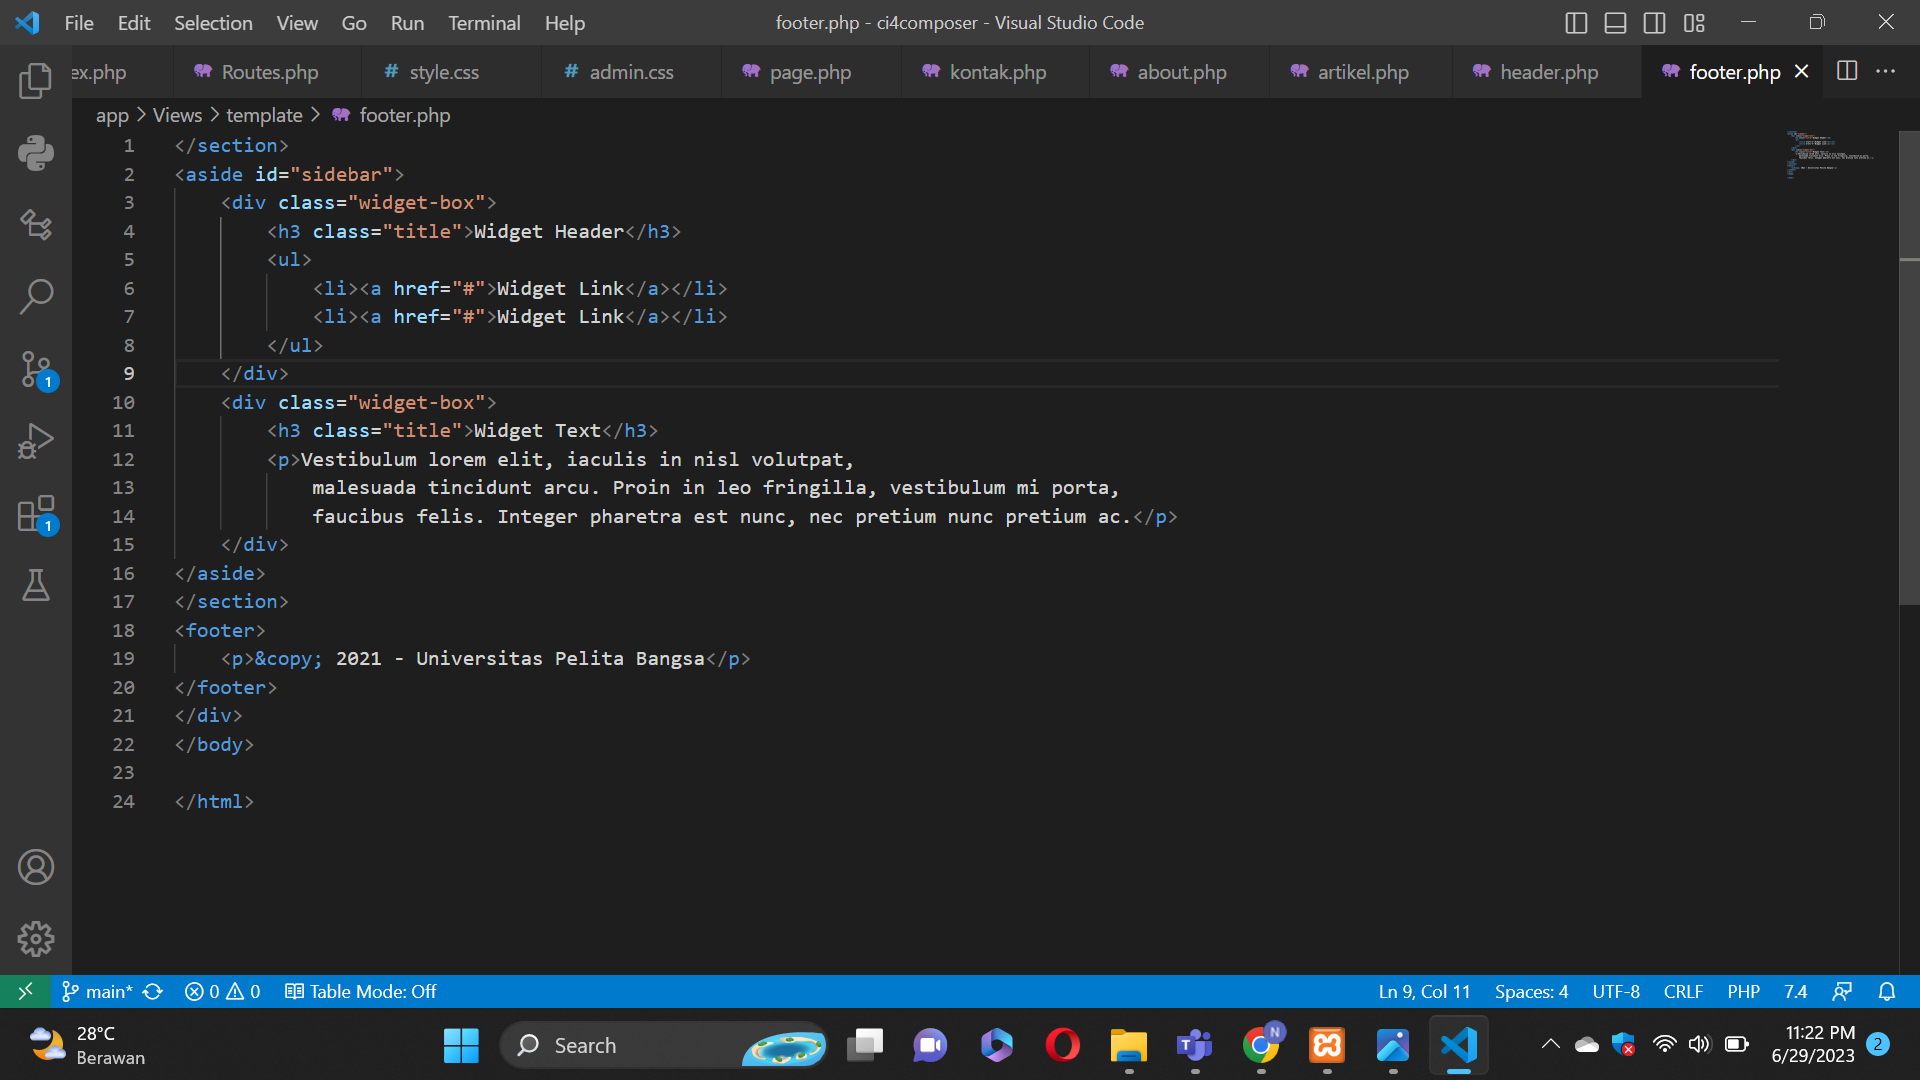 File Edit Selection View Go Run Terminal Help footer.php - ci4composer - Visual Studio Code
ex.php Routes.php # style.css # admin.css page.php kontak.php about.php artikel.php header.php footer.php
app > Views > template > footer.php
1 </section>
2 <aside id="sidebar">
3 <div class="widget-box">
4 <h3 class="title">Widget Header</h3>
5 <ul>
6 <li><a href="#">Widget Link</a></li>
7 <li><a href="#">Widget Link</a></li>
8 </ul>
9 </div>
10 <div class="widget-box">
11 <h3 class="title">Widget Text</h3>
12 <p>Vestibulum lorem elit, iaculis in nisl volutpat,
13 malesuada tincidunt arcu. Proin in leo fringilla, vestibulum mi porta,
14 faucibus felis. Integer pharetra est nunc, nec pretium nunc pretium ac.</p>
15 </div>
16 </aside>
17 </section>
18 <footer>
19 <p>&copy; 2021 - Universitas Pelita Bangsa</p>
20 </footer>
21 </div>
22 </body>
23
24 </html>
1
1
main* 0 0 Table Mode: Off Ln 9, Col 11 Spaces: 4 UTF-8 CRLF PHP 7.4
28°C
Berawan
Search
N
11:22 PM
6/29/2023
2